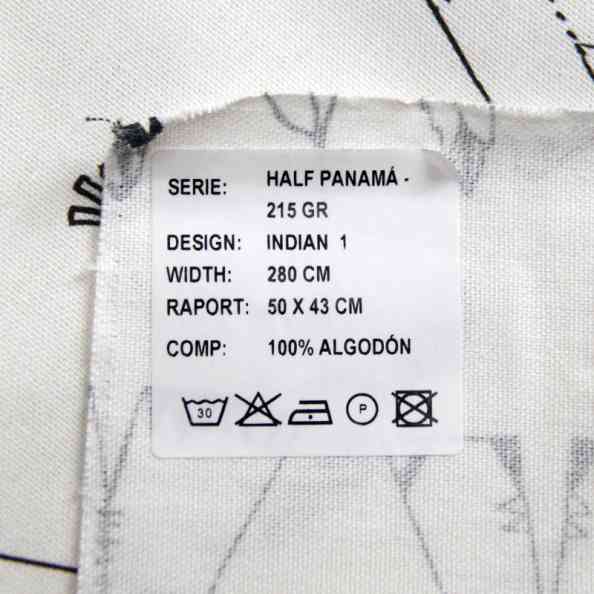 SERIE: HALF PANAMÁ -
215 GR
DESIGN: INDIAN 1
WIDTH: 280 CM
RAPORT: 50 X 43 CM
COMP: 100% ALGODÓN
30 P